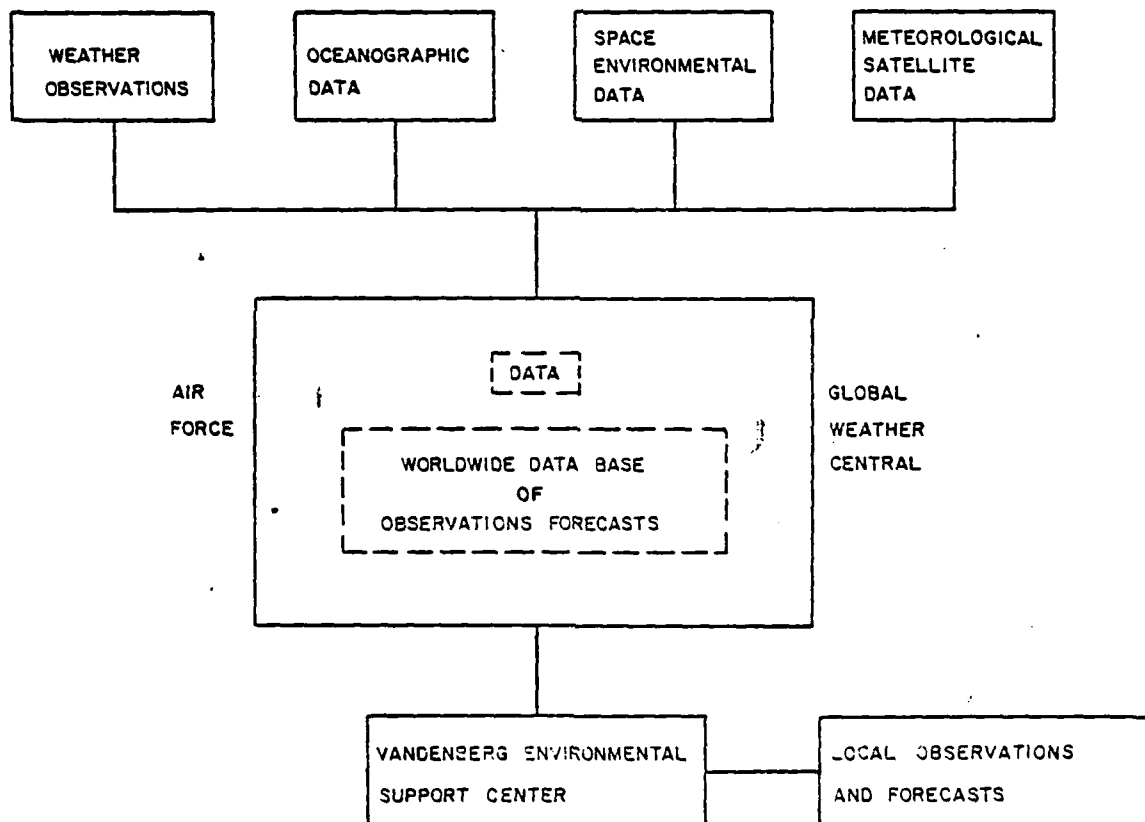 WEATHER
OBSERVATIONS
OCEANOGRAPHIC
DATA
SPACE
ENVIRONMENTAL
DATA
METEOROLOGICAL
SATELLITE
DATA
AIR
FORCE
DATA
WORLDWIDE DATA BASE
OF
OBSERVATIONS FORECASTS
GLOBAL
WEATHER
CENTRAL
VANDENBERG ENVIRONMENTAL
SUPPORT CENTER
LOCAL OBSERVATIONS
AND FORECASTS